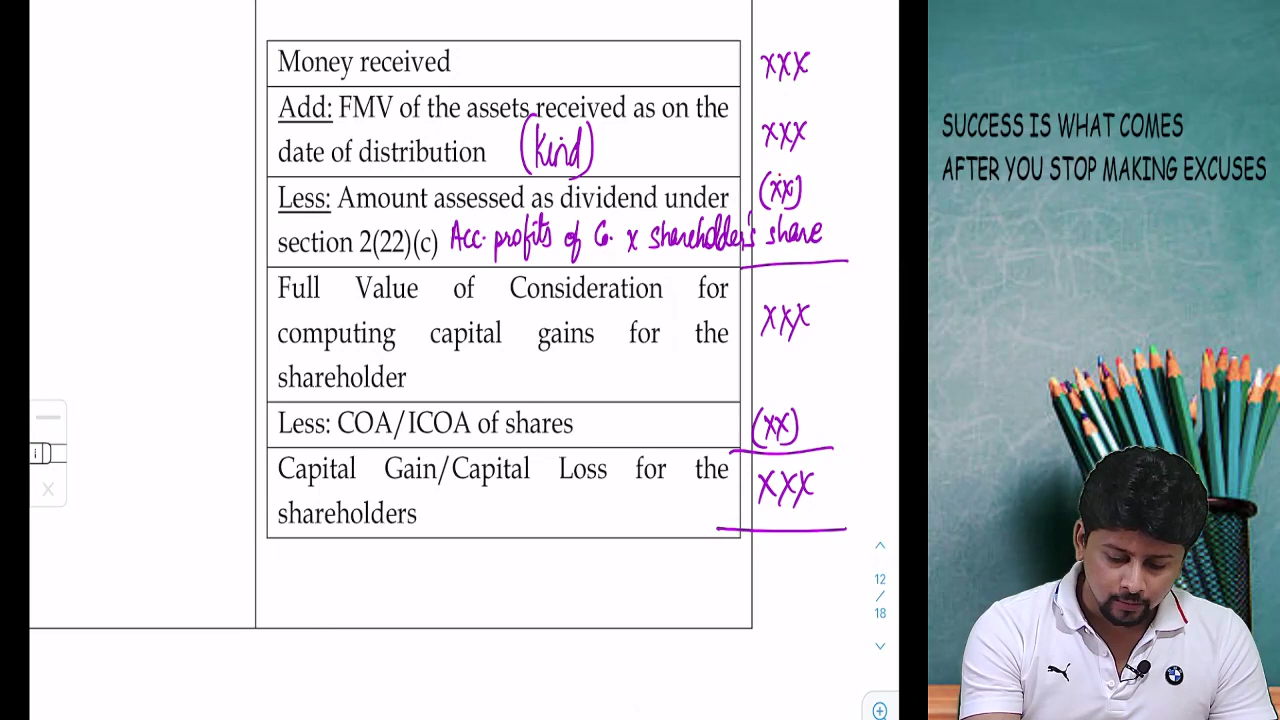 Money received
xxx
Add: FMV of the assets received as on the
date of distribution (Kind)
xxx
Less: Amount assessed as dividend under
(xx)
section 2(22)(c) Acc. profits of Co. x shareholder's share
Full Value of Consideration for
computing capital gains for the
shareholder
xxx
Less: COA/ICOA of shares
(xx)
Capital Gain/Capital Loss for the
shareholders
xxx
12
/
18
SUCCESS IS WHAT COMES
AFTER YOU STOP MAKING EXCUSES
BMW